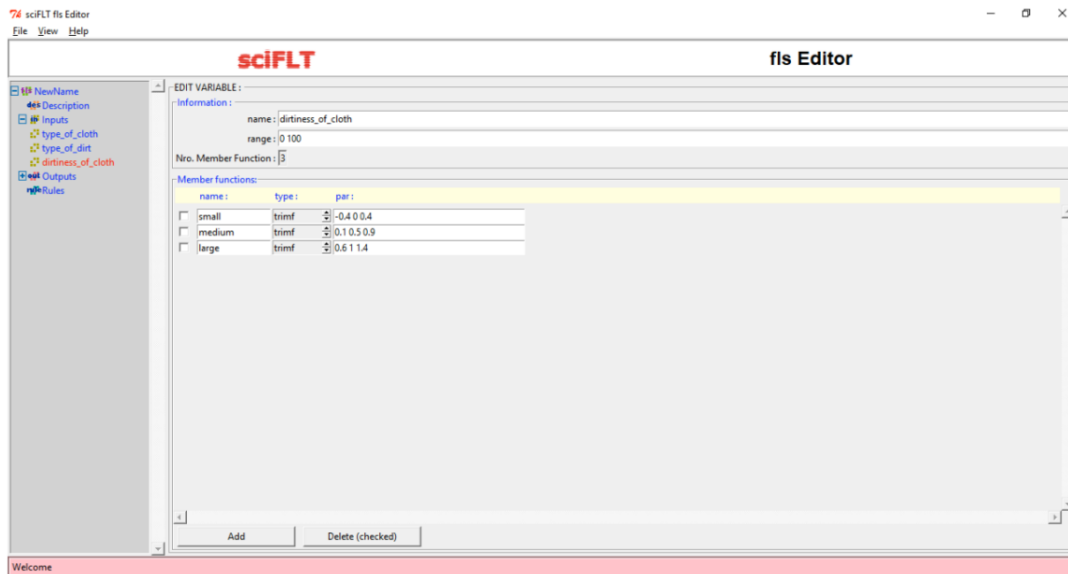 sciFLT fls Editor
File View Help
sciFLT fls Editor
NewName
des Description
Inputs
type_of_cloth
type_of_dirt
dirtiness_of_cloth
Outputs
Rules
EDIT VARIABLE :
Information :
name : dirtiness_of_cloth
range : 0 100
Nro. Member Function : 3
Member functions:
name : type : par :
small trimf -0.4 0 0.4
medium trimf 0.1 0.5 0.9
large trimf 0.6 1 1.4
Add Delete (checked)
Welcome